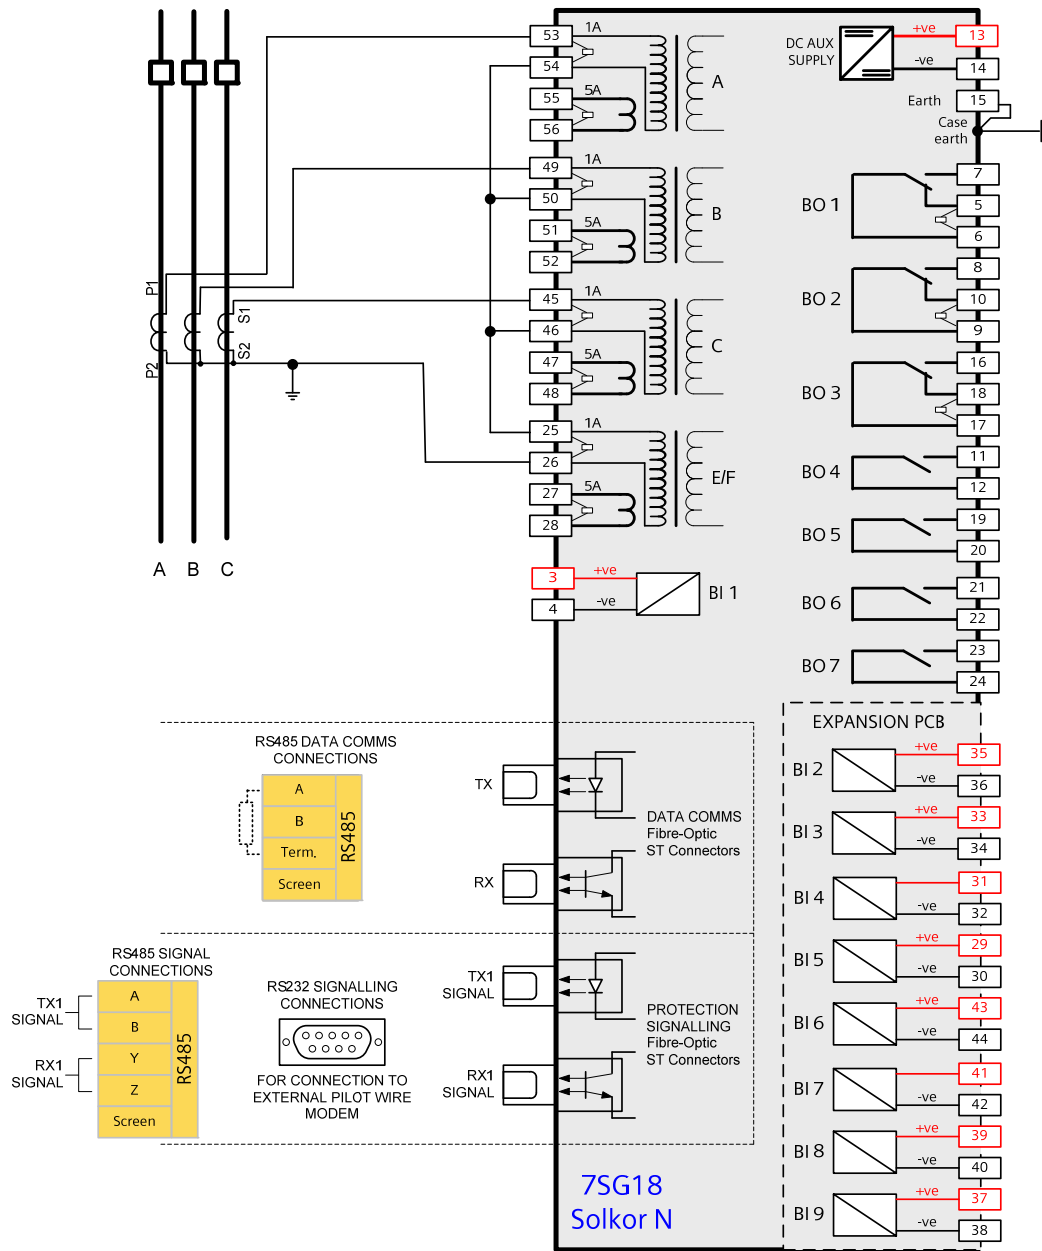 53
1A
54
55
5A
56
A
49
1A
50
51
5A
52
B
45
1A
46
47
5A
48
C
25
1A
26
27
5A
28
E/F
P1
P2
S1
S2
A
B
C
3
+ve
4
-ve
BI 1
DC AUX
SUPPLY
+ve
13
-ve
14
Earth
15
Case
earth
BO 1
7
5
6
BO 2
8
10
9
BO 3
16
18
17
BO 4
11
12
BO 5
19
20
BO 6
21
22
BO 7
23
24
EXPANSION PCB
BI 2
+ve
35
-ve
36
BI 3
+ve
33
-ve
34
BI 4
+ve
31
-ve
32
BI 5
+ve
29
-ve
30
BI 6
+ve
43
-ve
44
BI 7
+ve
41
-ve
42
BI 8
+ve
39
-ve
40
BI 9
+ve
37
-ve
38
RS485 DATA COMMS
CONNECTIONS
A
B
Term.
Screen
RS485
TX
RX
DATA COMMS
Fibre-Optic
ST Connectors
RS485 SIGNAL
CONNECTIONS
TX1
SIGNAL
RX1
SIGNAL
A
B
Y
Z
Screen
RS485
RS232 SIGNALLING
CONNECTIONS
FOR CONNECTION TO
EXTERNAL PILOT WIRE
MODEM
TX1
SIGNAL
RX1
SIGNAL
PROTECTION
SIGNALLING
Fibre-Optic
ST Connectors
7SG18
Solkor N